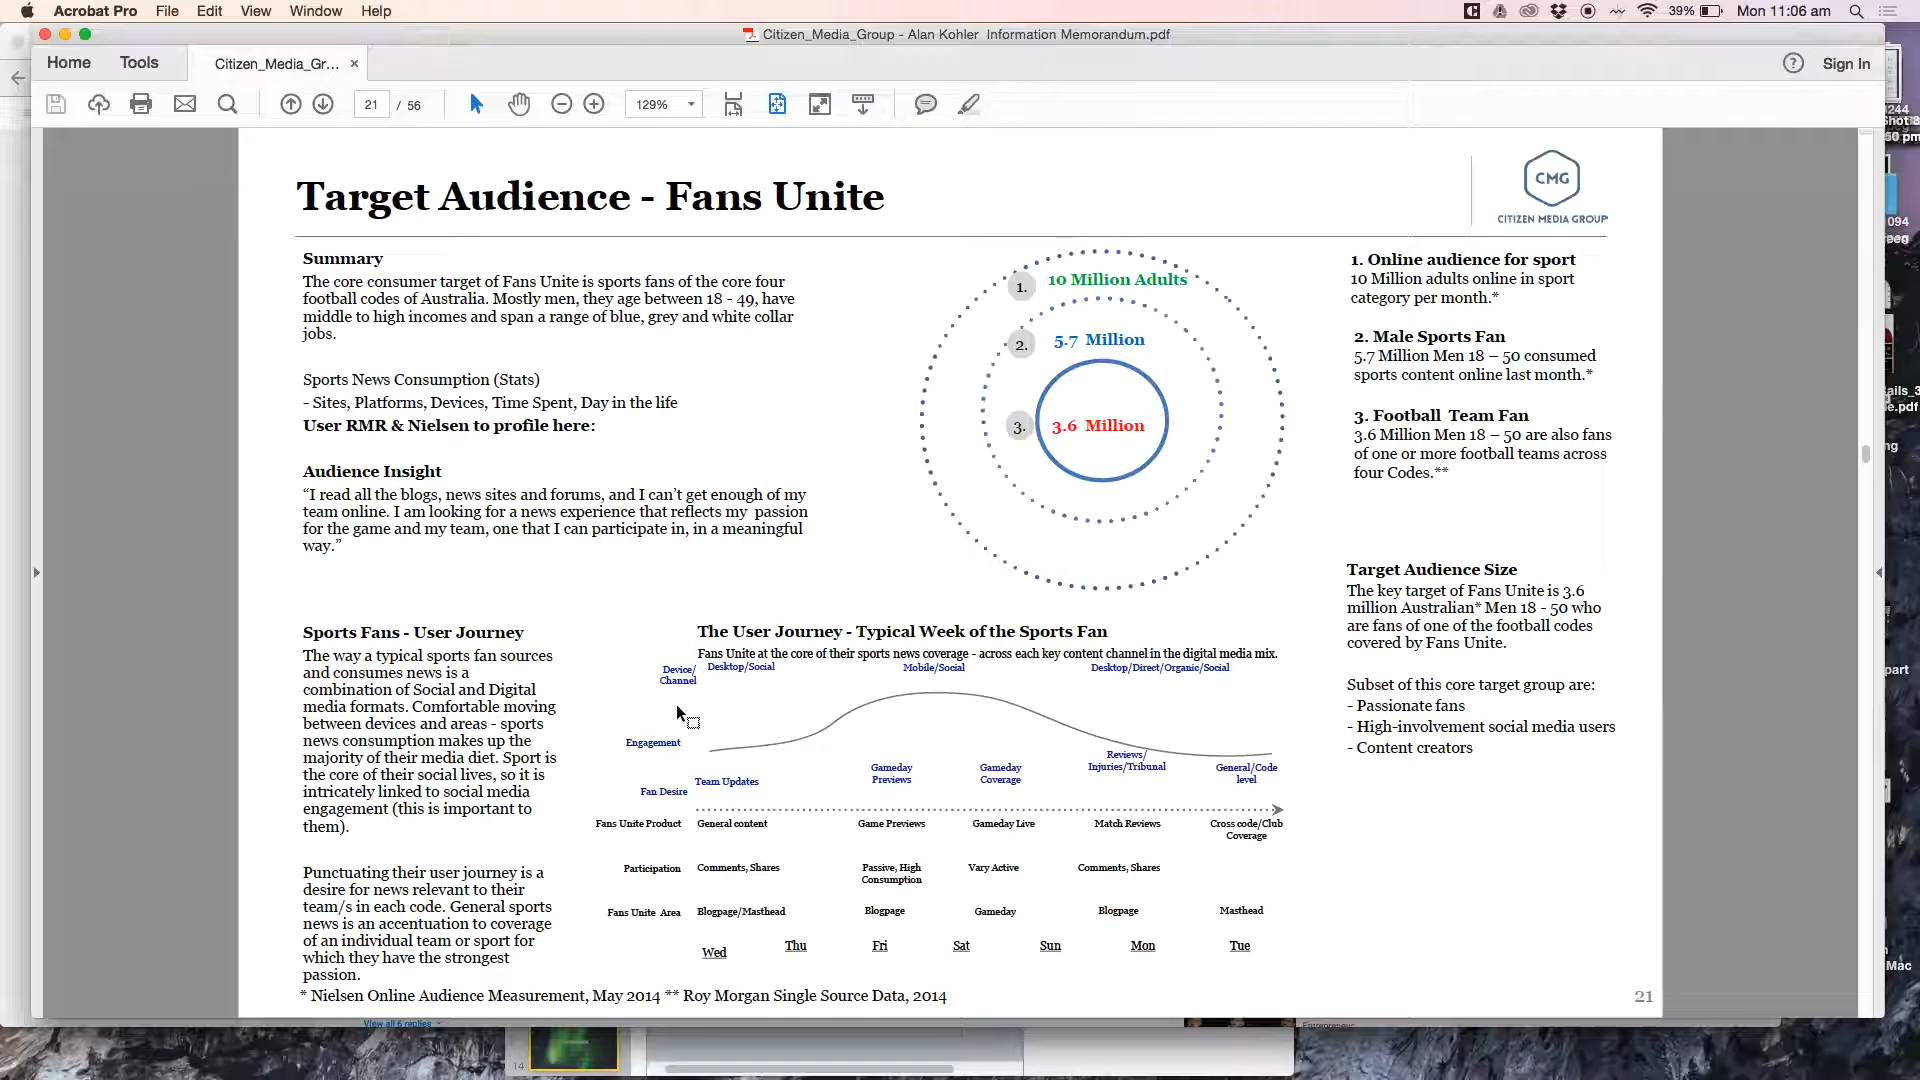 Acrobat Pro File Edit View Window Help
39% Mon 11:06 am
Citizen_Media_Group - Alan Kohler Information Memorandum.pdf
Home Tools Citizen_Media_Gr... × ? Sign In
21 / 56 129%
Target Audience - Fans Unite
CMG
CITIZEN MEDIA GROUP
Summary
The core consumer target of Fans Unite is sports fans of the core four
football codes of Australia. Mostly men, they age between 18 - 49, have
middle to high incomes and span a range of blue, grey and white collar
jobs.
Sports News Consumption (Stats)
- Sites, Platforms, Devices, Time Spent, Day in the life
User RMR & Nielsen to profile here:
Audience Insight
“I read all the blogs, news sites and forums, and I can’t get enough of my
team online. I am looking for a news experience that reflects my passion
for the game and my team, one that I can participate in, in a meaningful
way.”
1. 10 Million Adults
2. 5.7 Million
3. 3.6 Million
1. Online audience for sport
10 Million adults online in sport
category per month.*
2. Male Sports Fan
5.7 Million Men 18 – 50 consumed
sports content online last month.*
3. Football Team Fan
3.6 Million Men 18 – 50 are also fans
of one or more football teams across
four Codes.**
Target Audience Size
The key target of Fans Unite is 3.6
million Australian* Men 18 - 50 who
are fans of one of the football codes
covered by Fans Unite.
Subset of this core target group are:
- Passionate fans
- High-involvement social media users
- Content creators
Sports Fans - User Journey
The way a typical sports fan sources
and consumes news is a
combination of Social and Digital
media formats. Comfortable moving
between devices and areas - sports
news consumption makes up the
majority of their media diet. Sport is
the core of their social lives, so it is
intricately linked to social media
engagement (this is important to
them).
Punctuating their user journey is a
desire for news relevant to their
team/s in each code. General sports
news is an accentuation to coverage
of an individual team or sport for
which they have the strongest
passion.
The User Journey - Typical Week of the Sports Fan
Fans Unite at the core of their sports news coverage - across each key content channel in the digital media mix.
Device/
Channel
Desktop/Social Mobile/Social Desktop/Direct/Organic/Social
Engagement
Fan Desire
Team Updates
Gameday
Previews
Gameday
Coverage
Reviews/
Injuries/Tribunal
General/Code
level
Fans Unite Product General content Game Previews Gameday Live Match Reviews Cross code/Club
Coverage
Participation Comments, Shares Passive, High
Consumption
Vary Active Comments, Shares
Fans Unite Area Blogpage/Masthead Blogpage Gameday Blogpage Masthead
Wed Thu Fri Sat Sun Mon Tue
* Nielsen Online Audience Measurement, May 2014 ** Roy Morgan Single Source Data, 2014
21
View all 6 replies
14
244
094
Mac